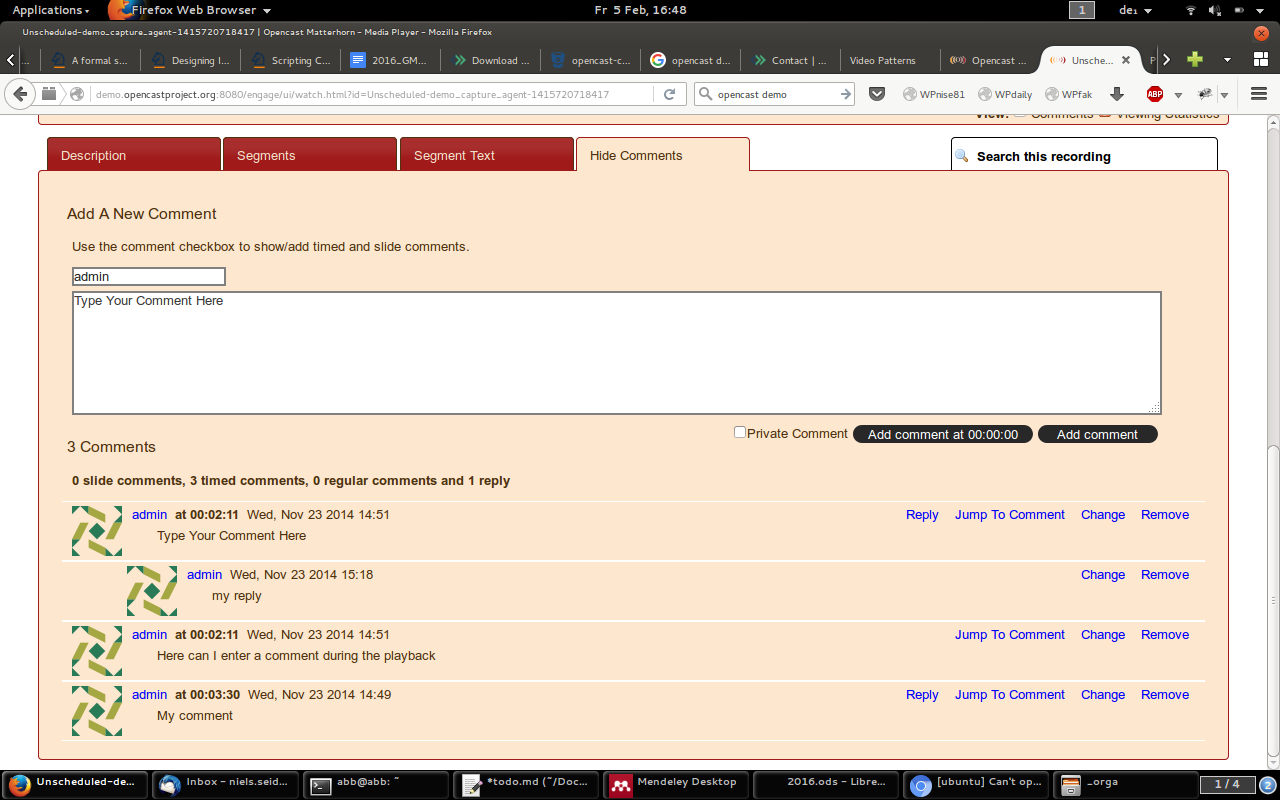 Applications
Firefox Web Browser
Fr 5 Feb, 16:48
1
de₁
Unscheduled-demo_capture_agent-1415720718417 | Opencast Matterhorn – Media Player – Mozilla Firefox
A formal s...
Designing I...
Scripting C...
2016_GM...
Download ...
opencast-c...
opencast d...
Contact | ...
Video Patterns
Opencast ...
Unsche...
P
demo.opencastproject.org:8080/engage/ui/watch.html?id=Unscheduled-demo_capture_agent-1415720718417
opencast demo
WPnise81
WPdaily
WPfak
ABP
View: Comments Viewing Statistics
Description
Segments
Segment Text
Hide Comments
Search this recording
Add A New Comment
Use the comment checkbox to show/add timed and slide comments.
admin
Type Your Comment Here
Private Comment
Add comment at 00:00:00
Add comment
3 Comments
0 slide comments, 3 timed comments, 0 regular comments and 1 reply
admin at 00:02:11 Wed, Nov 23 2014 14:51 Reply Jump To Comment Change Remove
Type Your Comment Here
admin Wed, Nov 23 2014 15:18 Change Remove
my reply
admin at 00:02:11 Wed, Nov 23 2014 14:51 Jump To Comment Change Remove
Here can I enter a comment during the playback
admin at 00:03:30 Wed, Nov 23 2014 14:49 Reply Jump To Comment Change Remove
My comment
Unscheduled-de...
Inbox – niels.seid...
abb@abb: ~
*todo.md (~/Doc...
Mendeley Desktop
2016.ods – Libre...
[ubuntu] Can't op...
_orga
1 / 4
2